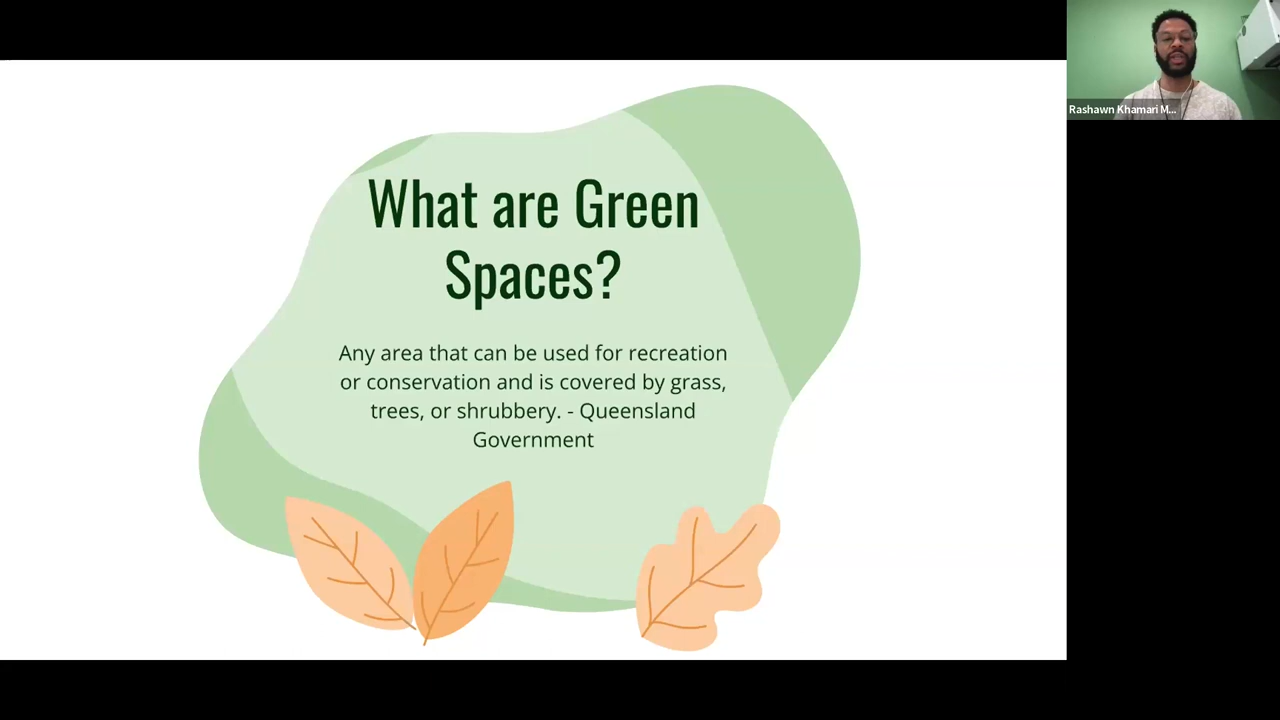 What are Green
Spaces?
Any area that can be used for recreation
or conservation and is covered by grass,
trees, or shrubbery. - Queensland
Government
Rashawn Khamari M...